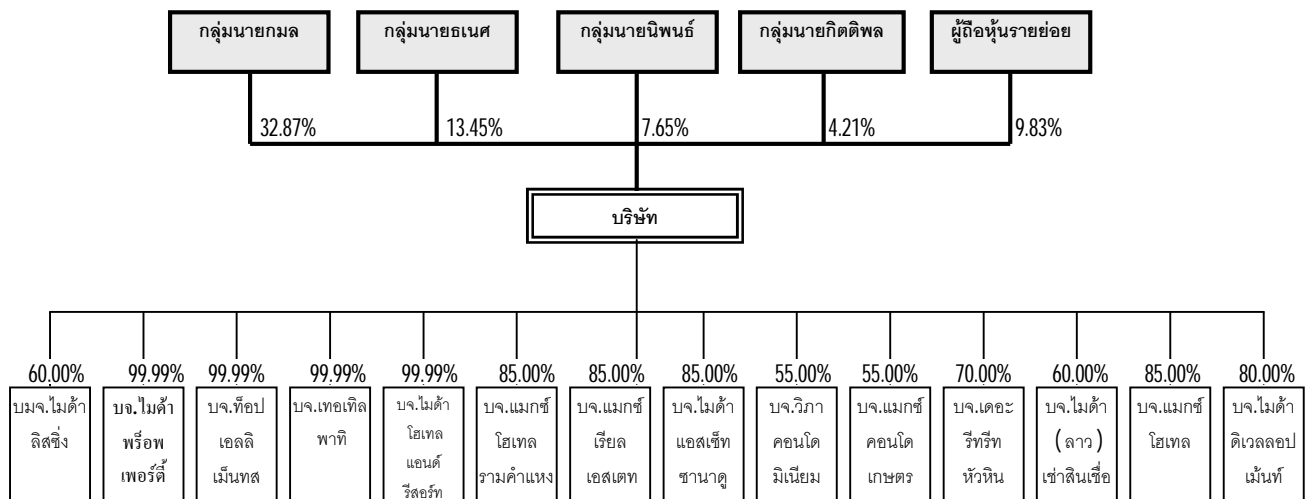 กลุ่มนายกมล กลุ่มนายธเนศ กลุ่มนายนิพนธ์ กลุ่มนายกิตติพล ผู้ถือหุ้นรายย่อย
32.87% 13.45% 7.65% 4.21% 9.83%
บริษัท
60.00% 99.99% 99.99% 99.99% 99.99% 85.00% 85.00% 85.00% 55.00% 55.00% 70.00% 60.00% 85.00% 80.00%
บมจ.ไมด้า
ลิสซิ่ง
บจ.ไมด้า
พร็อพ
เพอร์ตี้
บจ.ท็อป
เอลลิ
เม็นทส
บจ.เทอเทิล
พาทิ
บจ.ไมด้า
โฮเทล
แอนด์
รีสอร์ท
บจ.แมกซ์
โฮเทล
รามคำแหง
บจ.แมกซ์
เรียล
เอสเตท
บจ.ไมด้า
แอสเซ็ท
ซานาดู
บจ.วิภา
คอนโด
มิเนียม
บจ.แมกซ์
คอนโด
เกษตร
บจ.เดอะ
รีทรีท
หัวหิน
บจ.ไมด้า
(ลาว)
เช่าสินเชื่อ
บจ.แมกซ์
โฮเทล
บจ.ไมด้า
ดิเวลลอป
เม้นท์